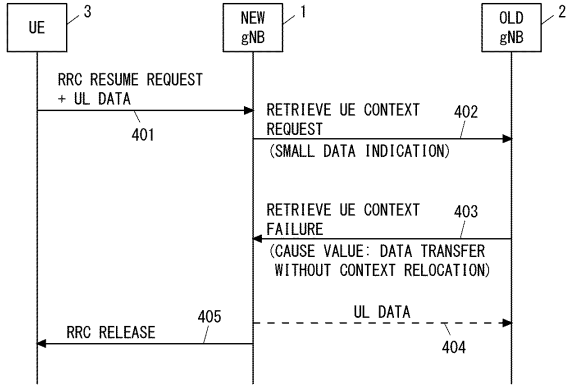 UE
3
NEW
gNB
1
OLD
gNB
2
RRC RESUME REQUEST
+ UL DATA
401
RETRIEVE UE CONTEXT
REQUEST
(SMALL DATA INDICATION)
402
RETRIEVE UE CONTEXT
FAILURE
(CAUSE VALUE: DATA TRANSFER
WITHOUT CONTEXT RELOCATION)
403
UL DATA
404
RRC RELEASE
405